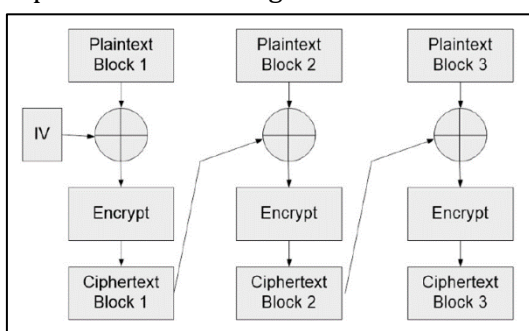 Plaintext
Block 1
Plaintext
Block 2
Plaintext
Block 3
IV
Encrypt
Encrypt
Encrypt
Ciphertext
Block 1
Ciphertext
Block 2
Ciphertext
Block 3